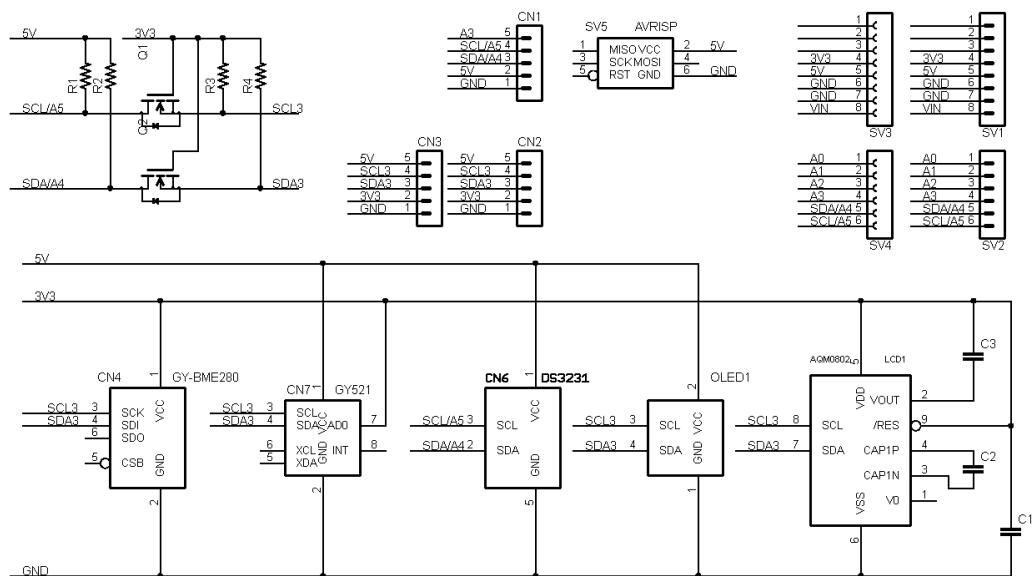 5V
3V3
Q1
R1
R2
R3
R4
SCL/A5
Q2
SCL3
SDA/A4
SDA3
CN1
A3 5
SCL/A5 4
SDA/A4 3
5V 2
GND 1
SV5 AVRISP
1 MISO VCC 2 5V
3 SCK MOSI 4
5 RST GND 6 GND
CN3
5V 5
SCL3 4
SDA3 3
3V3 2
GND 1
CN2
5V 5
SCL3 4
SDA3 3
3V3 2
GND 1
1
2
3
3V3 4
5V 5
GND 6
GND 7
VIN 8
SV3
1
2
3
3V3 4
5V 5
GND 6
GND 7
VIN 8
SV1
A0 1
A1 2
A2 3
A3 4
SDA/A4 5
SCL/A5 6
SV4
A0 1
A1 2
A2 3
A3 4
SDA/A4 5
SCL/A5 6
SV2
5V
3V3
CN4 GY-BME280
1
VCC
SCL3 3 SCK
SDA3 4 SDI
6 SDO
5 CSB
GND
2
CN7 GY521
1
VCC
SCL3 3 SCL
SDA3 4 SDA
AD0 7
6 XCL
INT 8
5 XDA
GND
2
CN6 DS3231
1
VCC
SCL/A5 3 SCL
SDA/A4 2 SDA
GND
5
OLED1
2
VCC
SCL3 3 SCL
SDA3 4 SDA
GND
1
AQM0802 LCD1
5
VDD
VOUT 2
SCL3 8 SCL
/RES 9
SDA3 7 SDA
CAP1P 4
CAP1N 3
V0 1
VSS
6
C3
C2
C1
GND